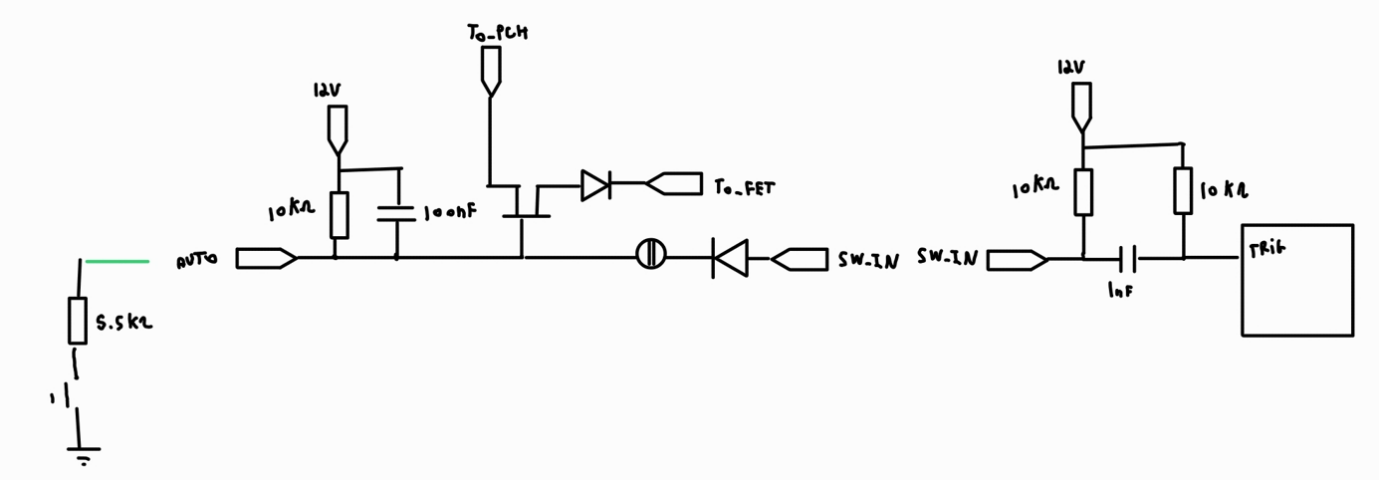 To_PCH
12V
10kΩ
100nF
To_FET
AUTO
SW_IN
5.5kΩ
12V
10kΩ
10kΩ
SW_IN
1nF
TRIG